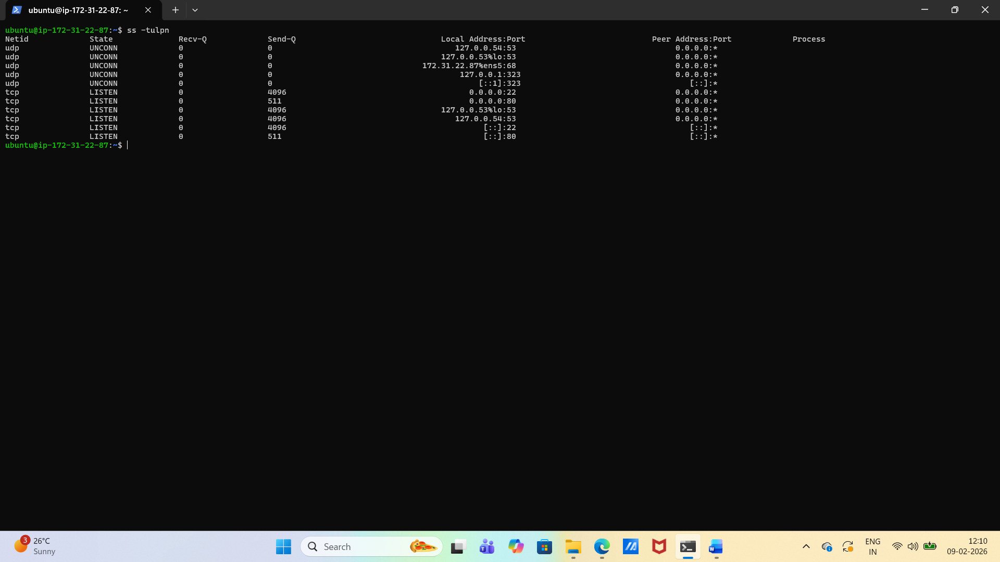 ubuntu@ip-172-31-22-87: ~
ubuntu@ip-172-31-22-87:~$ ss -tulpn
Netid State Recv-Q Send-Q Local Address:Port Peer Address:Port Process
udp UNCONN 0 0 127.0.0.54:53 0.0.0.0:*
udp UNCONN 0 0 127.0.0.53%lo:53 0.0.0.0:*
udp UNCONN 0 0 172.31.22.87%ens5:68 0.0.0.0:*
udp UNCONN 0 0 127.0.0.1:323 0.0.0.0:*
udp UNCONN 0 0 [::1]:323 [::]:*
tcp LISTEN 0 4096 0.0.0.0:22 0.0.0.0:*
tcp LISTEN 0 511 0.0.0.0:80 0.0.0.0:*
tcp LISTEN 0 4096 127.0.0.53%lo:53 0.0.0.0:*
tcp LISTEN 0 4096 127.0.0.54:53 0.0.0.0:*
tcp LISTEN 0 4096 [::]:22 [::]:*
tcp LISTEN 0 511 [::]:80 [::]:*
ubuntu@ip-172-31-22-87:~$
3
26°C
Sunny
Search
ENG
IN
12:10
09-02-2026